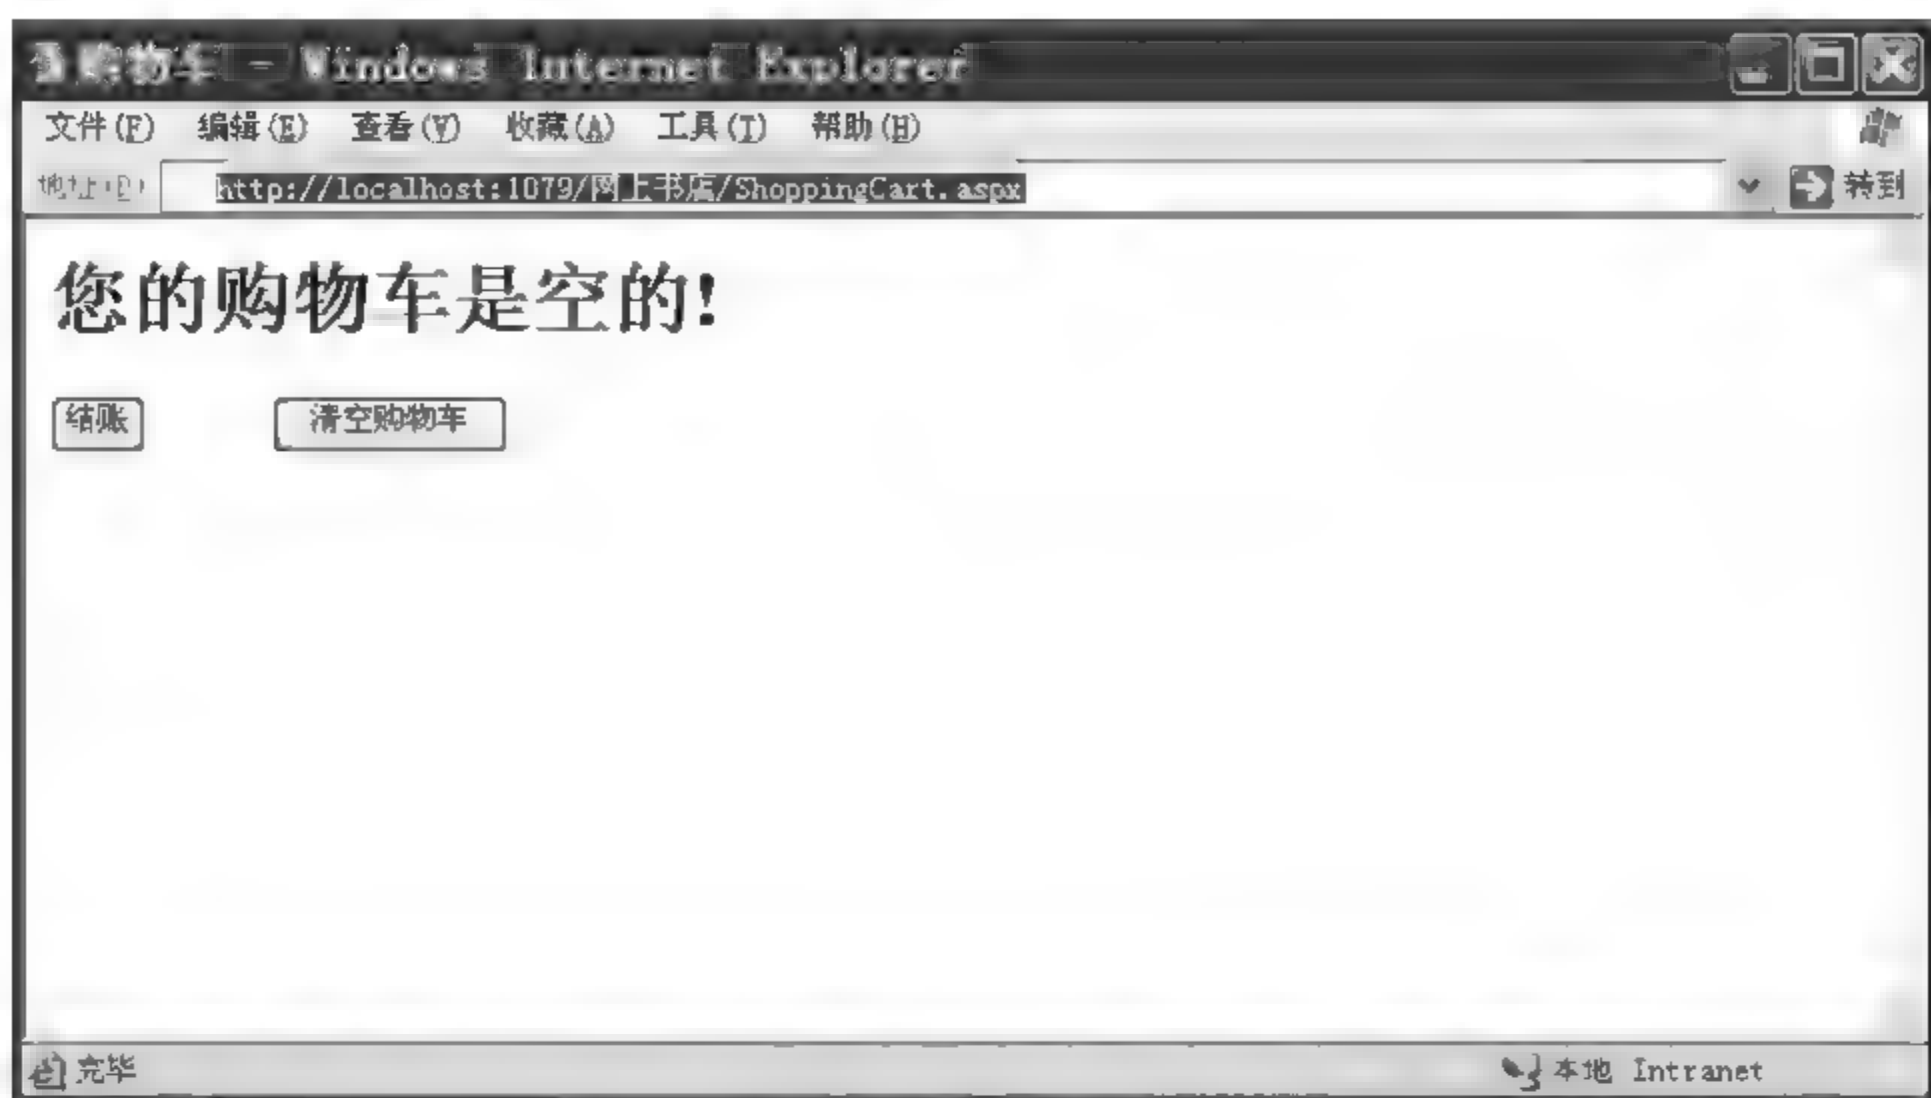 购物车 - Windows Internet Explorer
文件(F) 编辑(E) 查看(V) 收藏(A) 工具(T) 帮助(H)
地址(D) http://localhost:1079/网上书店/ShoppingCart.aspx 转到
您的购物车是空的!
结账 清空购物车
完毕 本地 Intranet